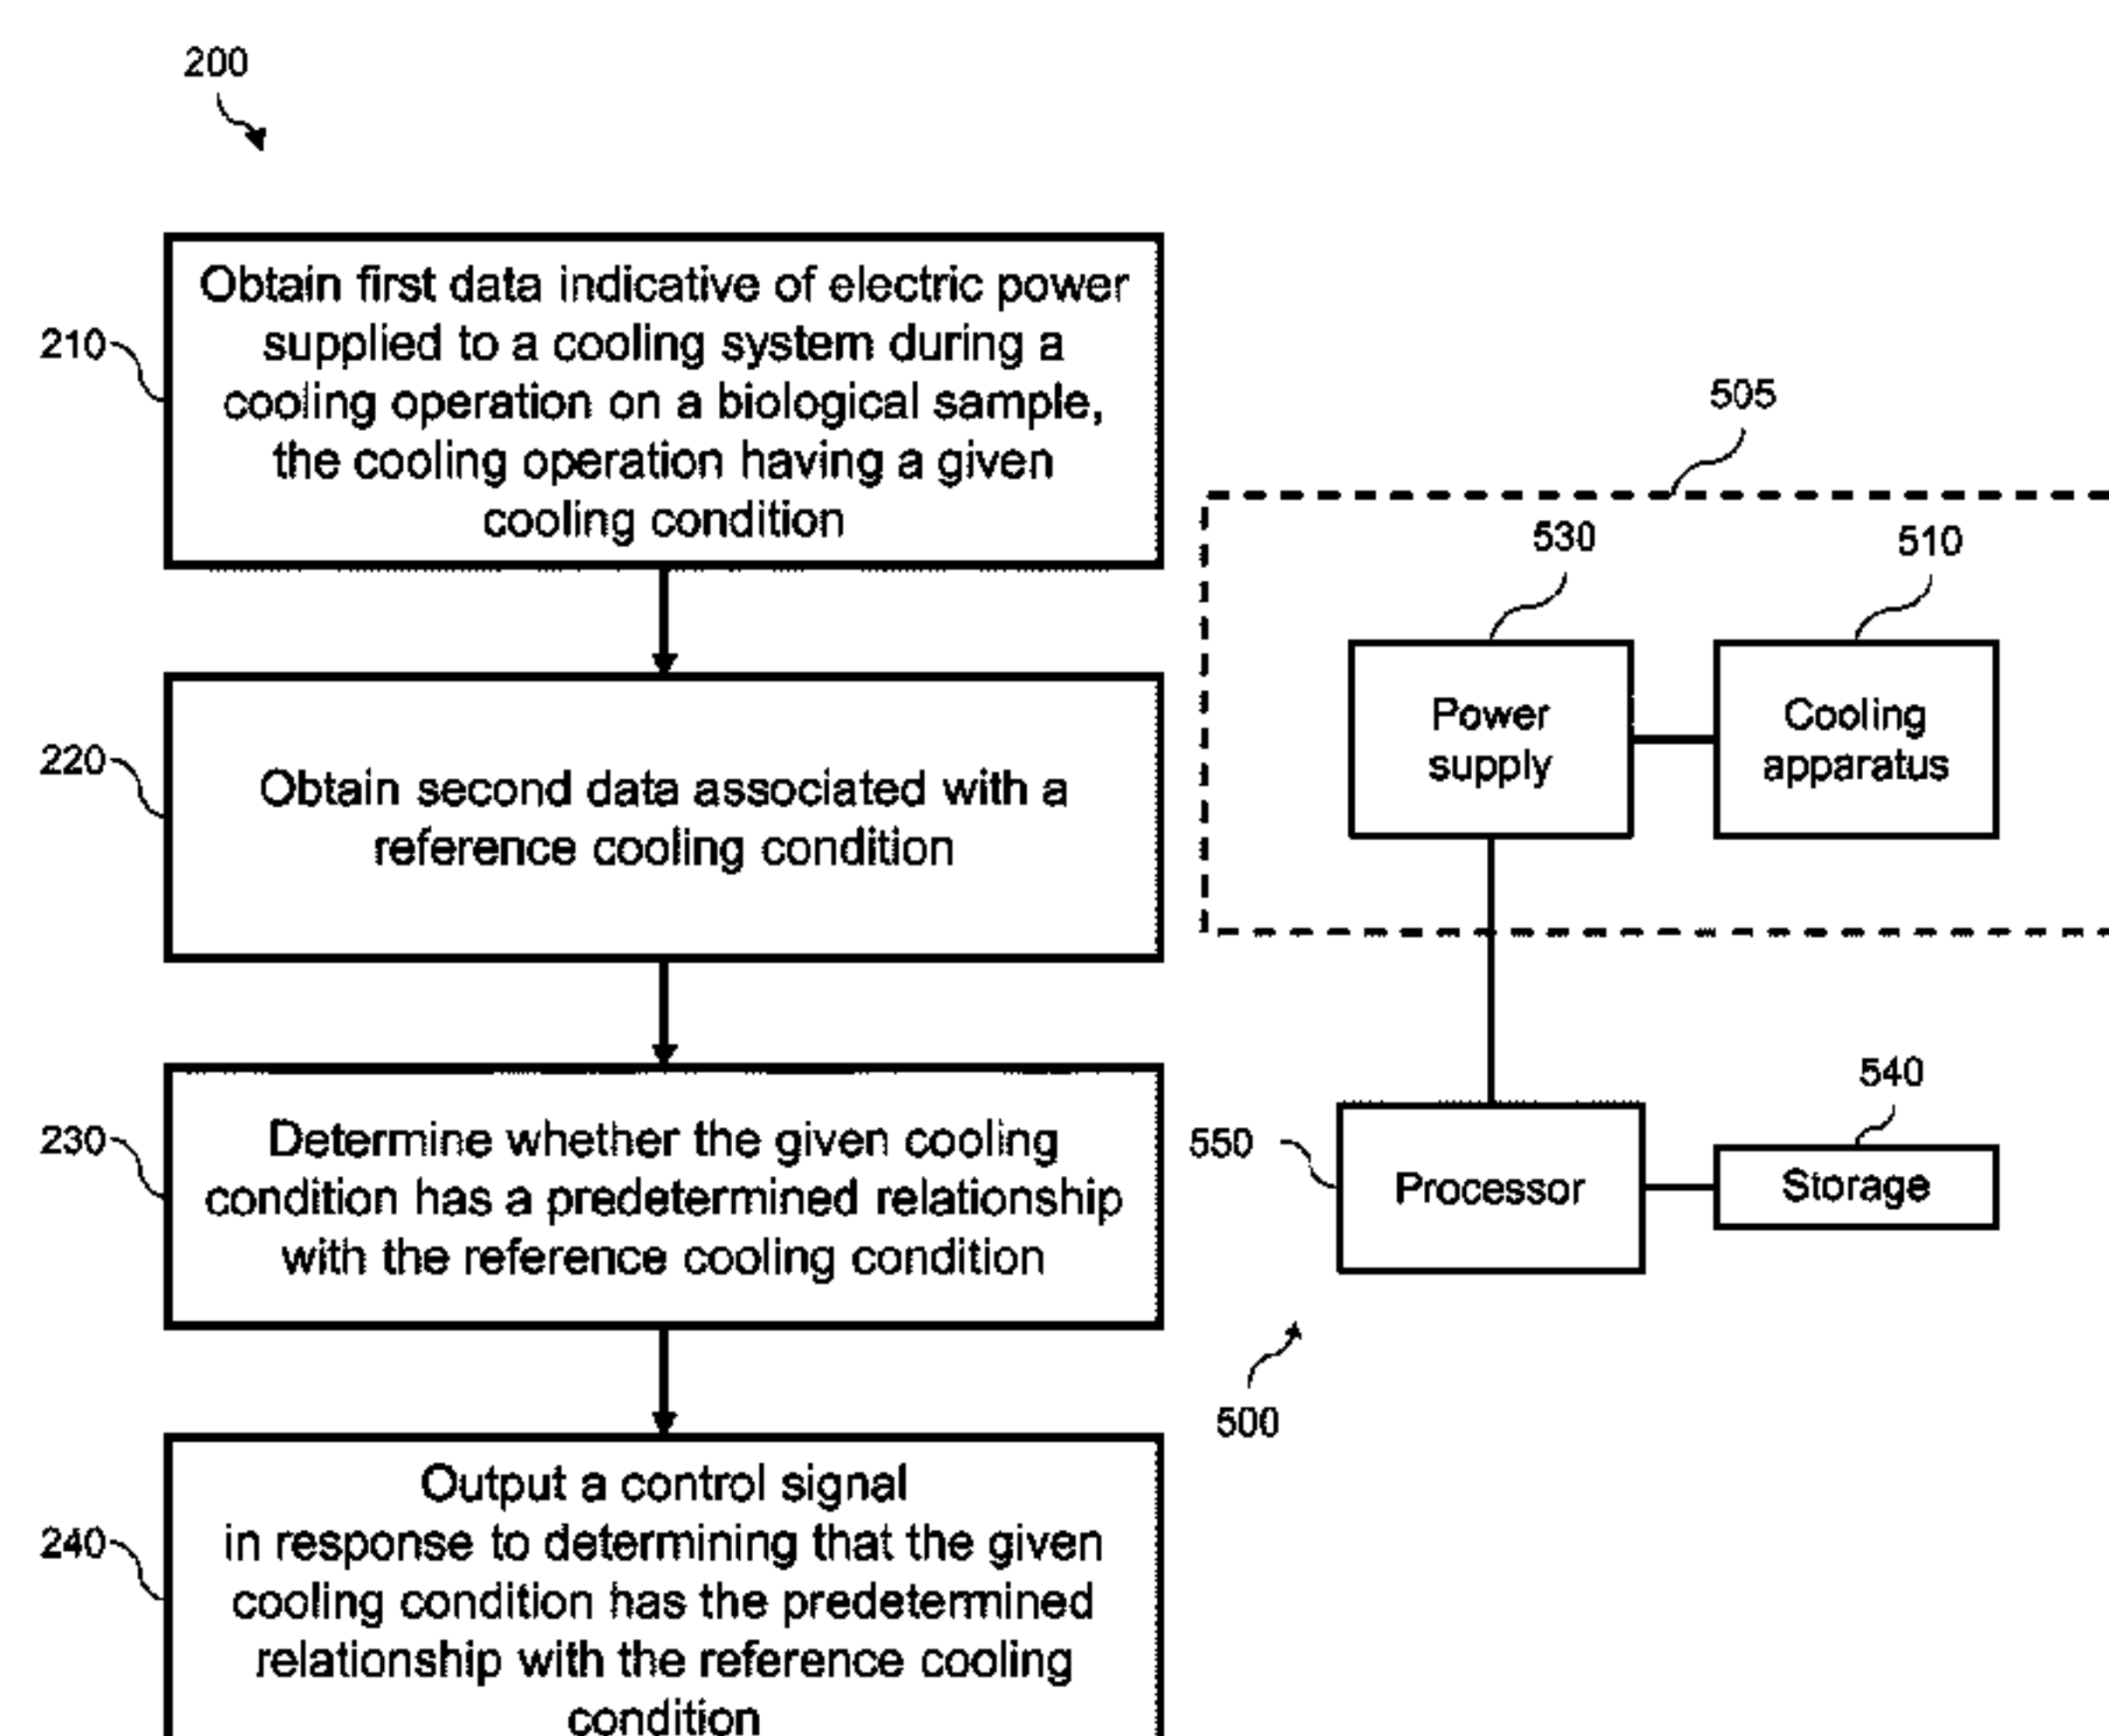 200
210
Obtain first data indicative of electric power
supplied to a cooling system during a
cooling operation on a biological sample,
the cooling operation having a given
cooling condition
220
Obtain second data associated with a
reference cooling condition
230
Determine whether the given cooling
condition has a predetermined relationship
with the reference cooling condition
240
Output a control signal
in response to determining that the given
cooling condition has the predetermined
relationship with the reference cooling
condition
505
530
510
Power
supply
Cooling
apparatus
540
550
Processor
Storage
500